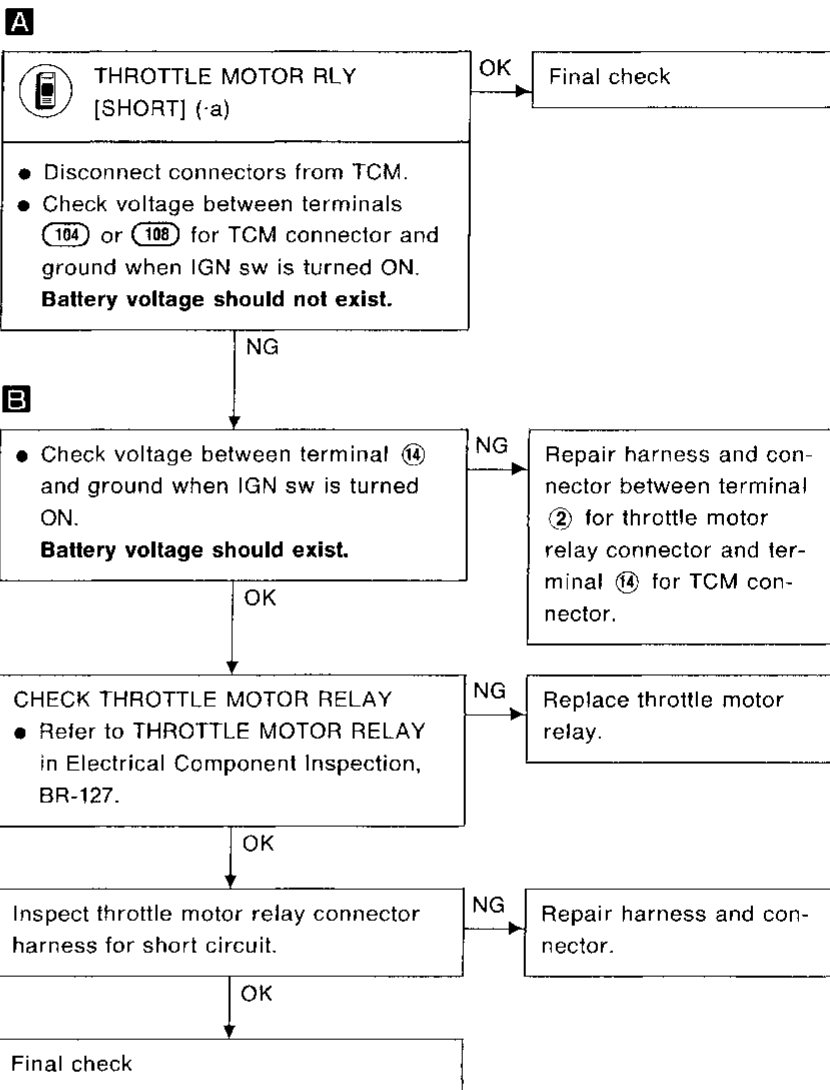 A
THROTTLE MOTOR RLY
[SHORT] (·a)
OK
Final check
● Disconnect connectors from TCM.
● Check voltage between terminals
104 or 108 for TCM connector and
ground when IGN sw is turned ON.
Battery voltage should not exist.
NG
B
● Check voltage between terminal 14
and ground when IGN sw is turned
ON.
Battery voltage should exist.
NG
Repair harness and con-
nector between terminal
2 for throttle motor
relay connector and ter-
minal 14 for TCM con-
nector.
OK
CHECK THROTTLE MOTOR RELAY
● Refer to THROTTLE MOTOR RELAY
in Electrical Component Inspection,
BR-127.
NG
Replace throttle motor
relay.
OK
Inspect throttle motor relay connector
harness for short circuit.
NG
Repair harness and con-
nector.
OK
Final check